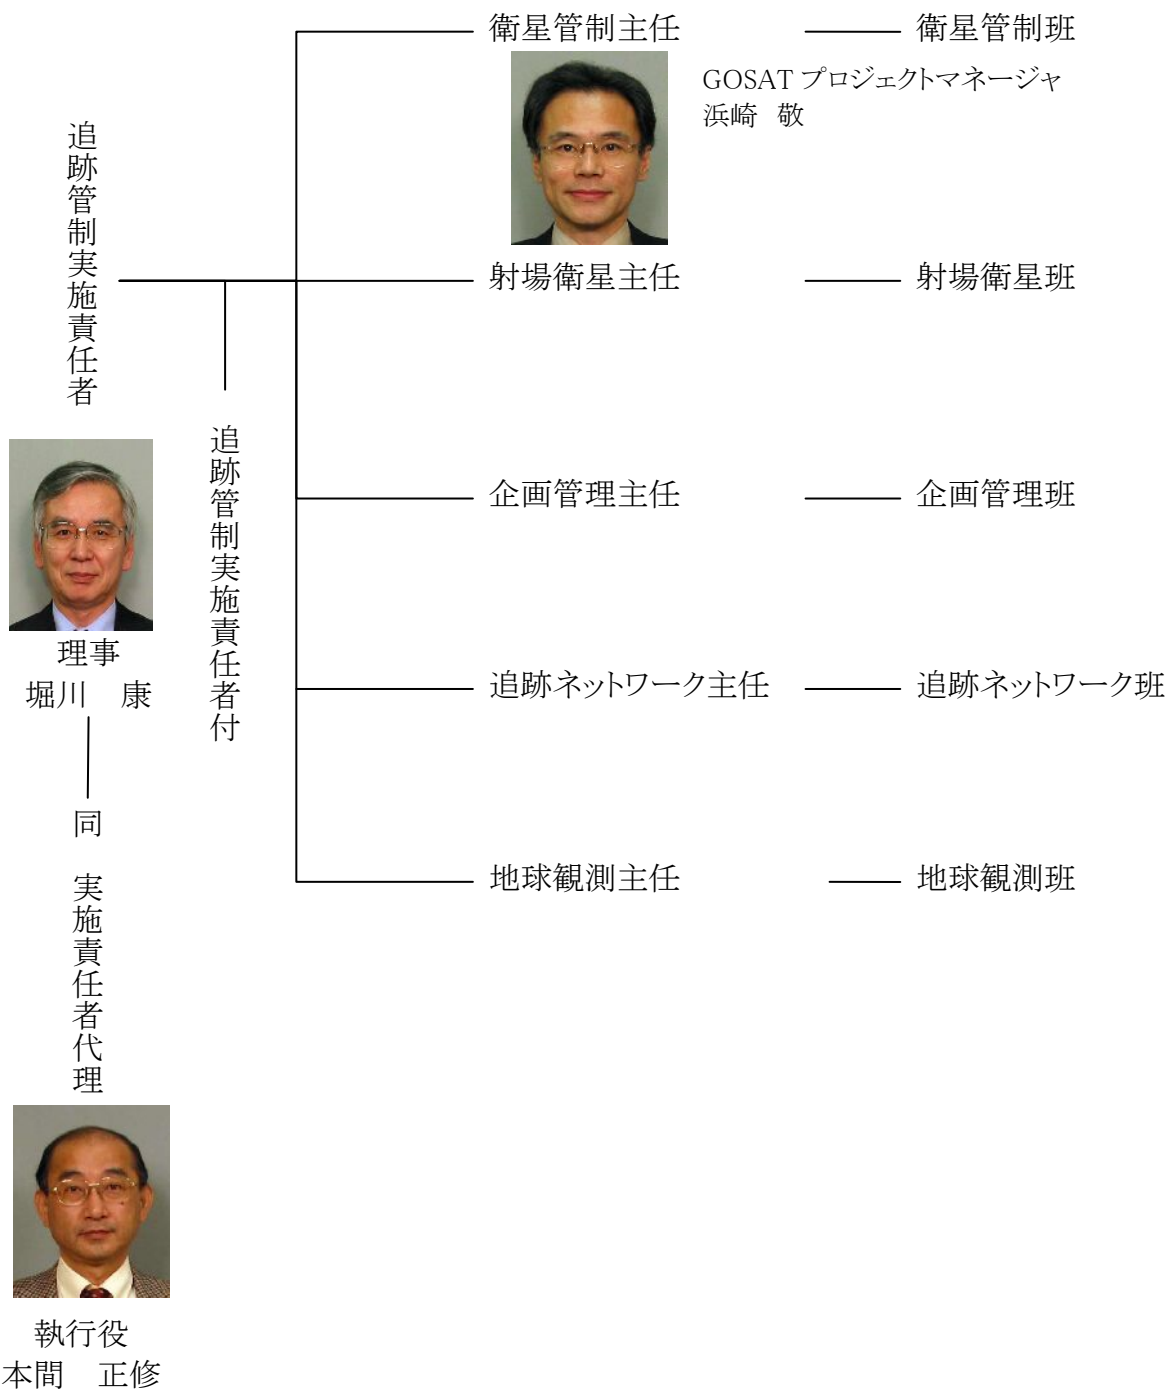 追跡管制実施責任者
理事
堀川　康
同　実施責任者代理
執行役
本間　正修
追跡管制実施責任者付
衛星管制主任
衛星管制班
GOSAT プロジェクトマネージャ
浜崎　敬
射場衛星主任
射場衛星班
企画管理主任
企画管理班
追跡ネットワーク主任
追跡ネットワーク班
地球観測主任
地球観測班